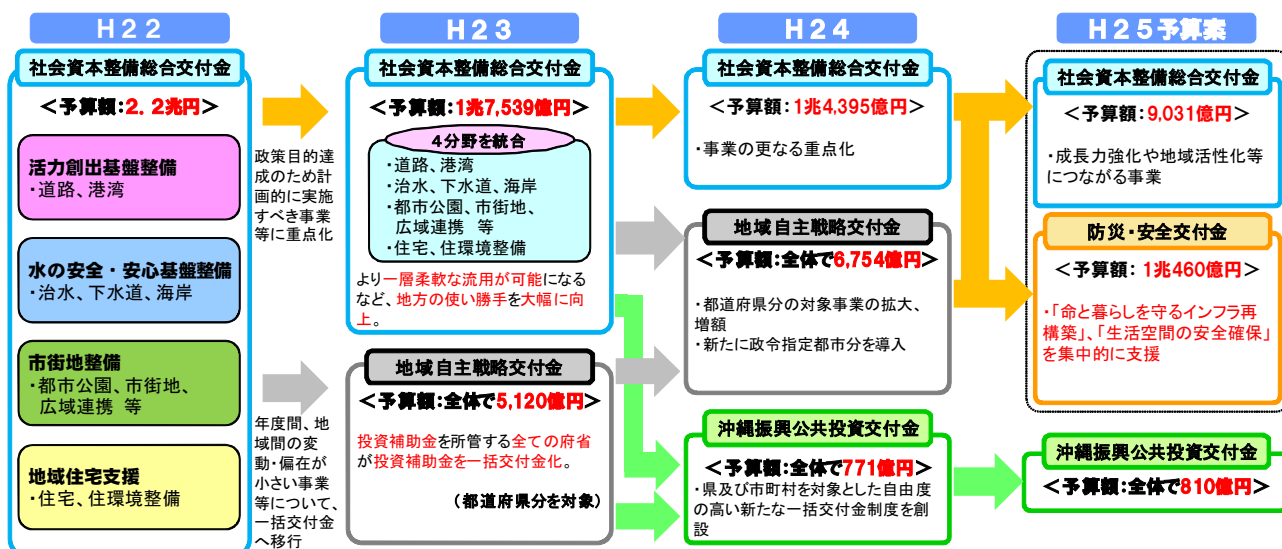 H22
社会資本整備総合交付金
＜予算額：2．2兆円＞
活力創出基盤整備
・道路、港湾
水の安全・安心基盤整備
・治水、下水道、海岸
市街地整備
・都市公園、市街地、
広域連携 等
地域住宅支援
・住宅、住環境整備
政策目的達
成のため計
画的に実施
すべき事業
等に重点化
年度間、地
域間の変
動・偏在が
小さい事業
等について、
一括交付金
へ移行
H23
社会資本整備総合交付金
＜予算額：1兆7,539億円＞
4分野を統合
・道路、港湾
・治水、下水道、海岸
・都市公園、市街地、
広域連携 等
・住宅、住環境整備
より一層柔軟な流用が可能になる
など、地方の使い勝手を大幅に向
上。
地域自主戦略交付金
＜予算額：全体で5,120億円＞
投資補助金を所管する全ての府省
が投資補助金を一括交付金化。
（都道府県分を対象）
H24
社会資本整備総合交付金
＜予算額：1兆4,395億円＞
・事業の更なる重点化
地域自主戦略交付金
＜予算額：全体で6,754億円＞
・都道府県分の対象事業の拡大、
増額
・新たに政令指定都市分を導入
沖縄振興公共投資交付金
＜予算額：全体で771億円＞
・県及び市町村を対象とした自由度
の高い新たな一括交付金制度を創
設
H25予算案
社会資本整備総合交付金
＜予算額：9,031億円＞
・成長力強化や地域活性化等
につながる事業
防災・安全交付金
＜予算額：1兆460億円＞
・「命と暮らしを守るインフラ再
構築」、「生活空間の安全確保」
を集中的に支援
沖縄振興公共投資交付金
＜予算額：全体で810億円＞